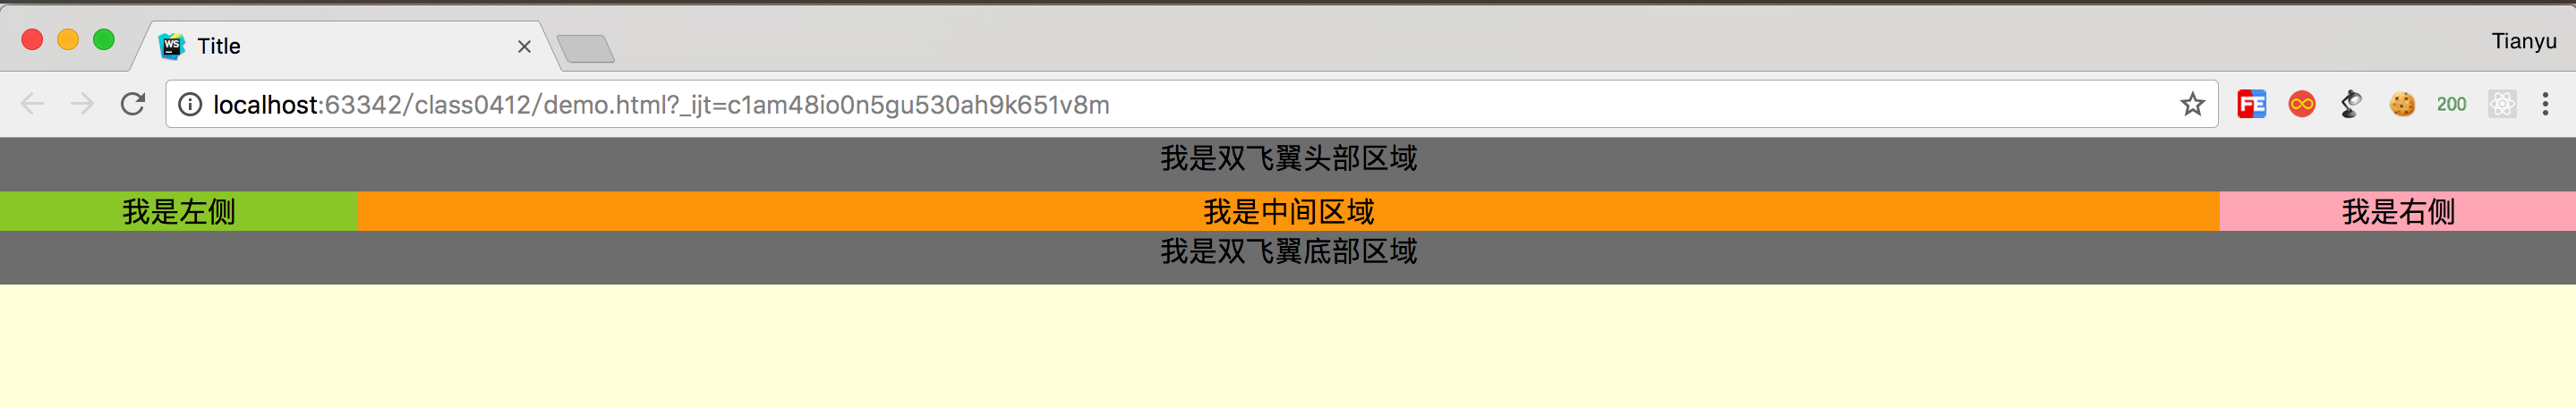 WS Title
Tianyu
localhost:63342/class0412/demo.html?_ijt=c1am48io0n5gu530ah9k651v8m
FE 200
我是双飞翼头部区域
我是左侧 我是中间区域 我是右侧
我是双飞翼底部区域